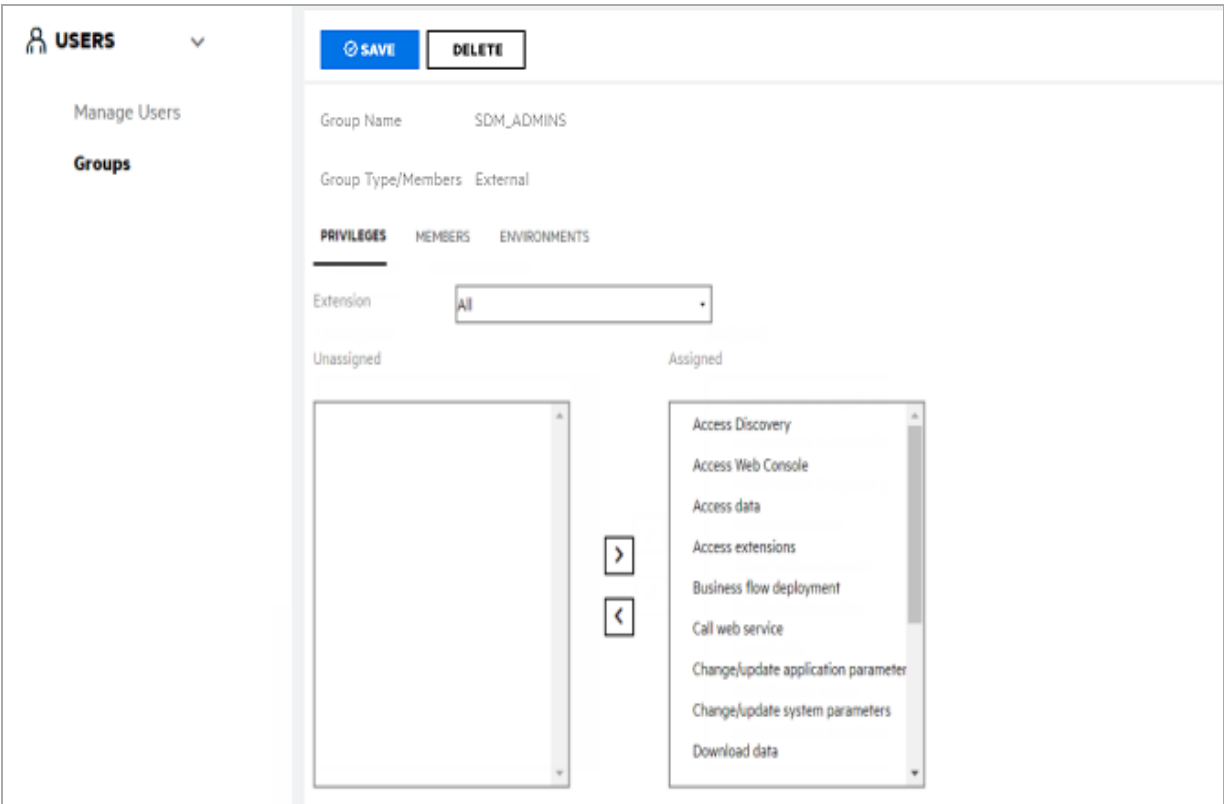 USERS
SAVE
DELETE
Manage Users
Group Name SDM_ADMINS
Groups
Group Type/Members External
PRIVILEGES MEMBERS ENVIRONMENTS
Extension All
Unassigned Assigned
Access Discovery
Access Web Console
Access data
Access extensions
Business flow deployment
Call web service
Change/update application parameter
Change/update system parameters
Download data